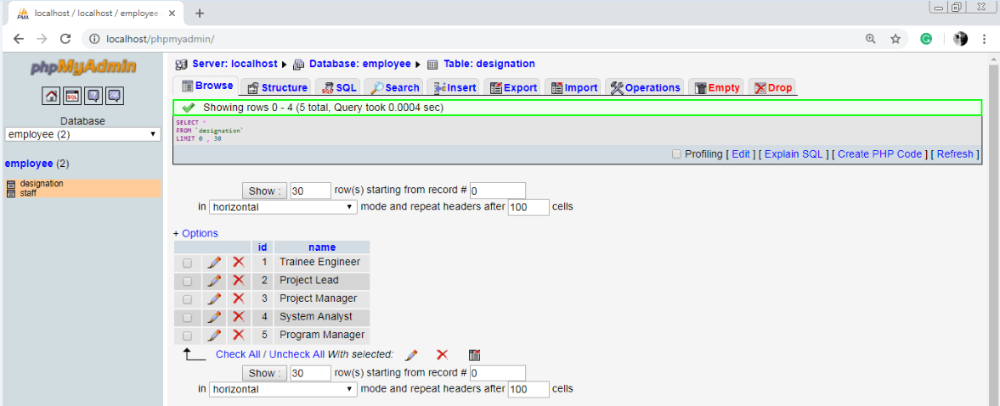 localhost / localhost / employee
localhost/phpmyadmin/
phpMyAdmin
Database
employee (2)
employee (2)
designation
staff
Server: localhost Database: employee Table: designation
Browse Structure SQL Search Insert Export Import Operations Empty Drop
Showing rows 0 - 4 (5 total, Query took 0.0004 sec)
SELECT *
FROM `designation`
LIMIT 0 , 30
Profiling [ Edit ] [ Explain SQL ] [ Create PHP Code ] [ Refresh ]
Show : 30 row(s) starting from record # 0
in horizontal mode and repeat headers after 100 cells
+ Options
id name
1 Trainee Engineer
2 Project Lead
3 Project Manager
4 System Analyst
5 Program Manager
Check All / Uncheck All With selected:
Show : 30 row(s) starting from record # 0
in horizontal mode and repeat headers after 100 cells